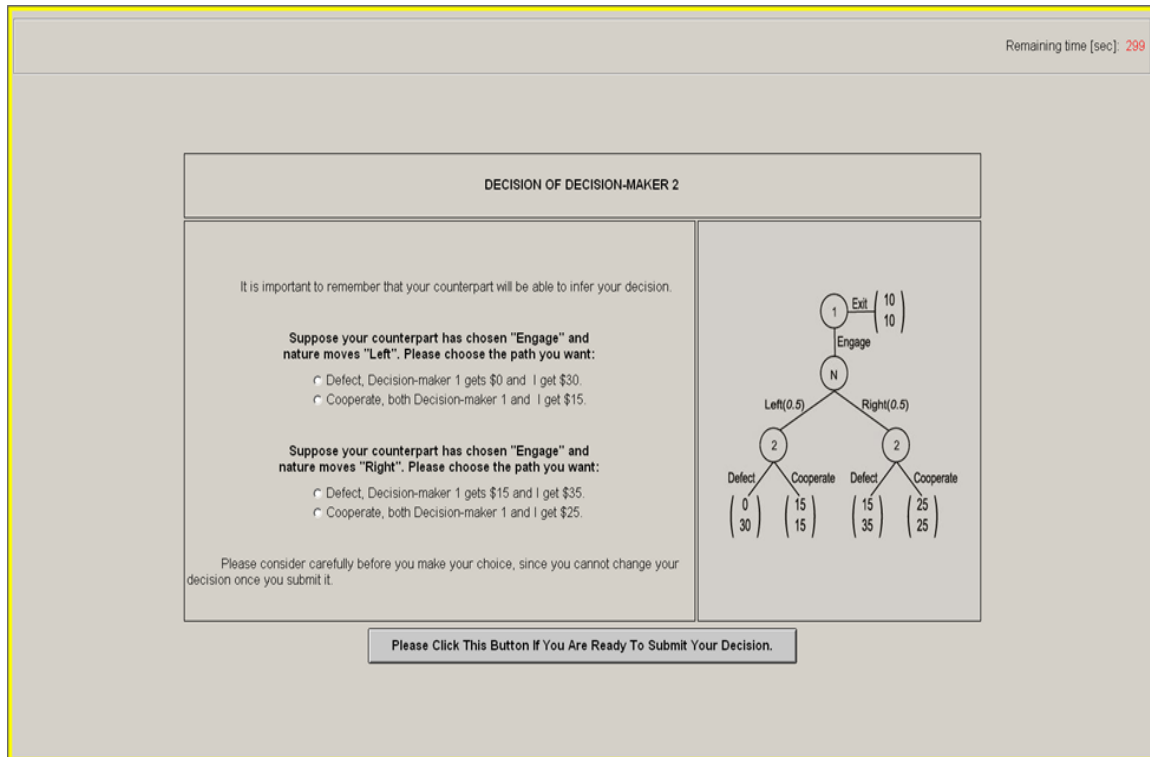 Remaining time [sec]: 299
DECISION OF DECISION-MAKER 2
It is important to remember that your counterpart will be able to infer your decision.
Suppose your counterpart has chosen "Engage" and
nature moves "Left". Please choose the path you want:
Defect, Decision-maker 1 gets $0 and I get $30.
Cooperate, both Decision-maker 1 and I get $15.
Suppose your counterpart has chosen "Engage" and
nature moves "Right". Please choose the path you want:
Defect, Decision-maker 1 gets $15 and I get $35.
Cooperate, both Decision-maker 1 and I get $25.
Please consider carefully before you make your choice, since you cannot change your
decision once you submit it.
1 Exit 10
10
Engage
N
Left(0.5) Right(0.5)
2 2
Defect Cooperate Defect Cooperate
0 15 15 25
30 15 35 25
Please Click This Button If You Are Ready To Submit Your Decision.